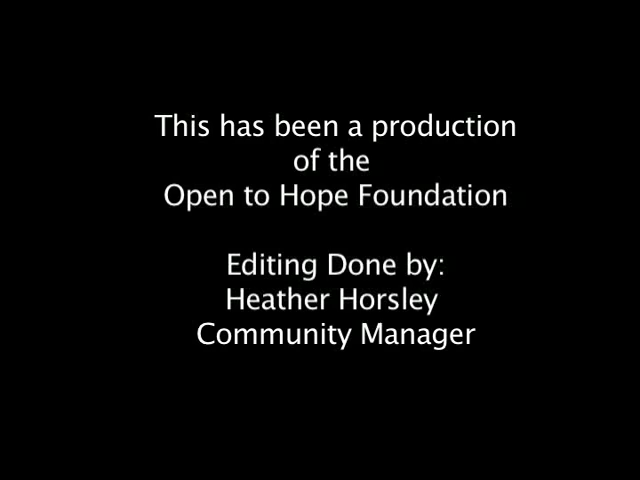 This has been a production
of the
Open to Hope Foundation
Editing Done by:
Heather Horsley
Community Manager